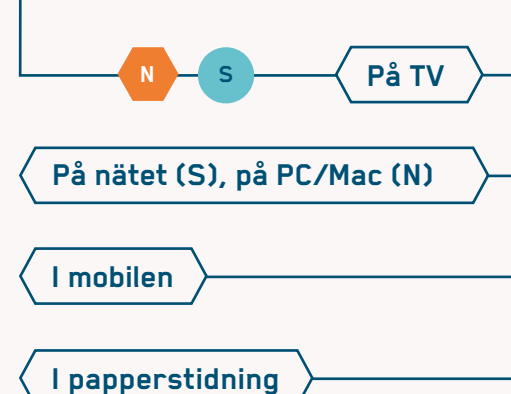 N S På TV
På nätet (S), på PC/Mac (N)
I mobilen
I papperstidning